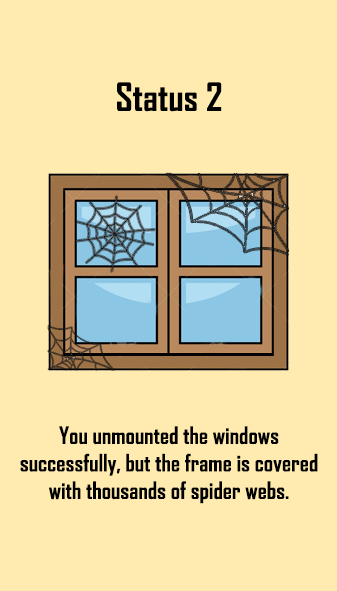 Status 2
You unmounted the windows
successfully, but the frame is covered
with thousands of spider webs.